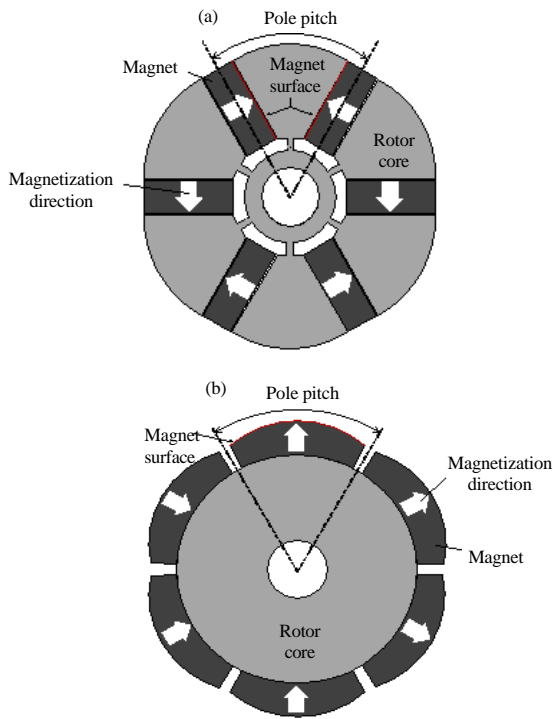 (a)
Pole pitch
Magnet
Magnet
surface
Rotor
core
Magnetization
direction
(b)
Pole pitch
Magnet
surface
Magnetization
direction
Magnet
Rotor
core